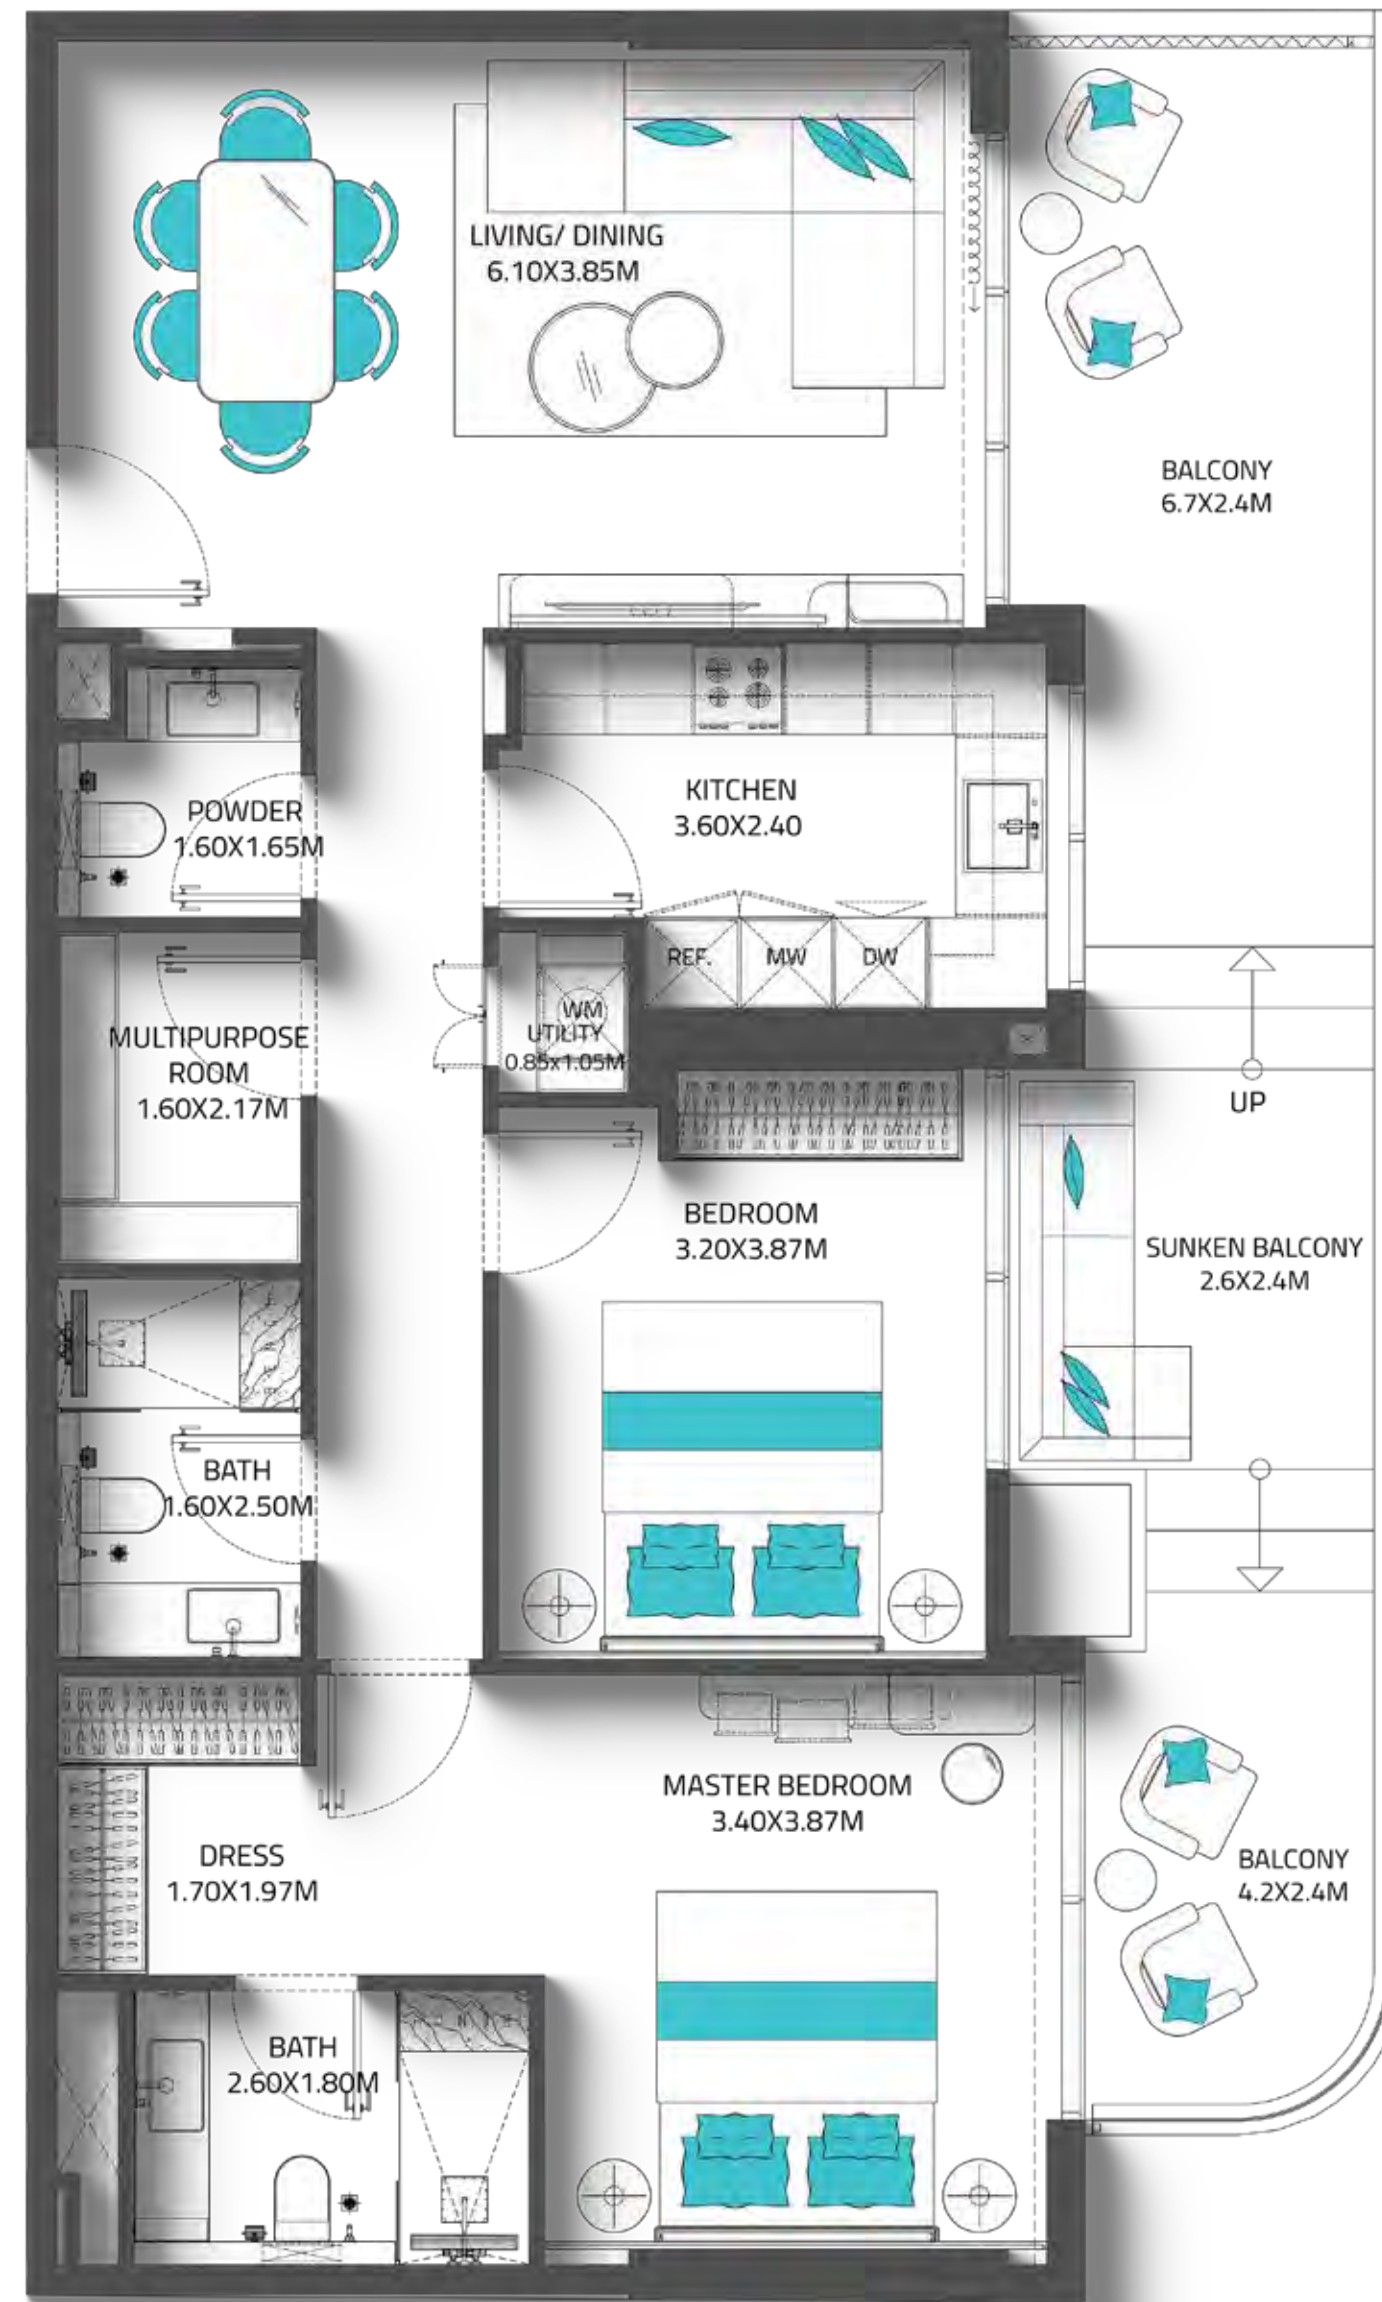 LIVING/ DINING
6.10X3.85M
BALCONY
6.7X2.4M
KITCHEN
3.60X2.40
POWDER
1.60X1.65M
REF.
MW
DW
WM
UTILITY
0.85x1.05M
MULTIPURPOSE
ROOM
1.60X2.17M
UP
BEDROOM
3.20X3.87M
SUNKEN BALCONY
2.6X2.4M
BATH
1.60X2.50M
MASTER BEDROOM
3.40X3.87M
DRESS
1.70X1.97M
BALCONY
4.2X2.4M
BATH
2.60X1.80M